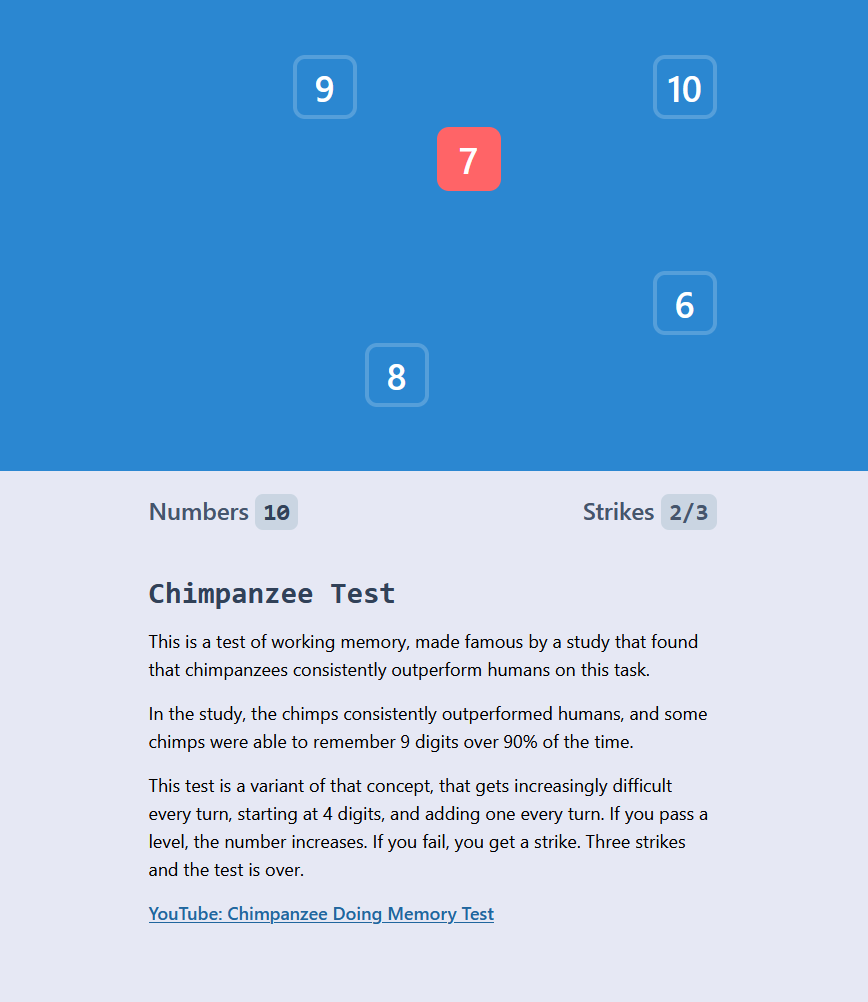 9
10
7
6
8
Numbers 10
Strikes 2/3
Chimpanzee Test
This is a test of working memory, made famous by a study that found
that chimpanzees consistently outperform humans on this task.
In the study, the chimps consistently outperformed humans, and some
chimps were able to remember 9 digits over 90% of the time.
This test is a variant of that concept, that gets increasingly difficult
every turn, starting at 4 digits, and adding one every turn. If you pass a
level, the number increases. If you fail, you get a strike. Three strikes
and the test is over.
YouTube: Chimpanzee Doing Memory Test